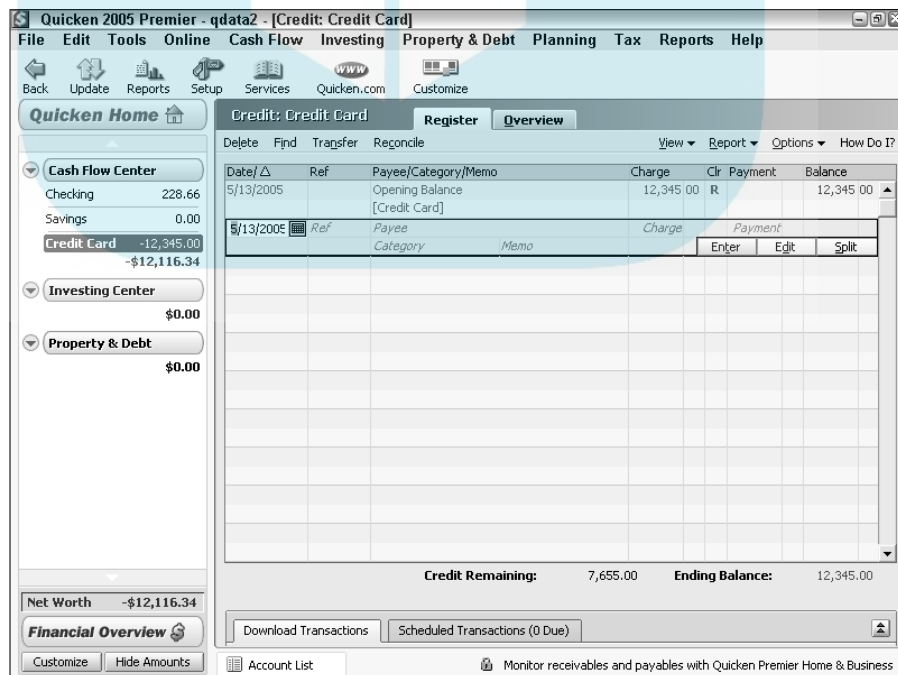 Quicken 2005 Premier - qdata2 - [Credit: Credit Card]
File Edit Tools Online Cash Flow Investing Property & Debt Planning Tax Reports Help
www
Back Update Reports Setup Services Quicken.com Customize
Quicken Home
Credit: Credit Card Register Overview
Delete Find Transfer Reconcile View Report Options How Do I?
Cash Flow Center
Checking 228.66
Savings 0.00
Credit Card -12,345.00
-$12,116.34
Investing Center
$0.00
Property & Debt
$0.00
Date/ Ref Payee/Category/Memo Charge Clr Payment Balance
5/13/2005 Opening Balance 12,345 00 R 12,345 00
[Credit Card]
5/13/2005 Ref Payee Charge Payment
Category Memo Enter Edit Split
Credit Remaining: 7,655.00 Ending Balance: 12,345.00
Net Worth -$12,116.34
Financial Overview
Customize Hide Amounts
Download Transactions Scheduled Transactions (0 Due)
Account List Monitor receivables and payables with Quicken Premier Home & Business